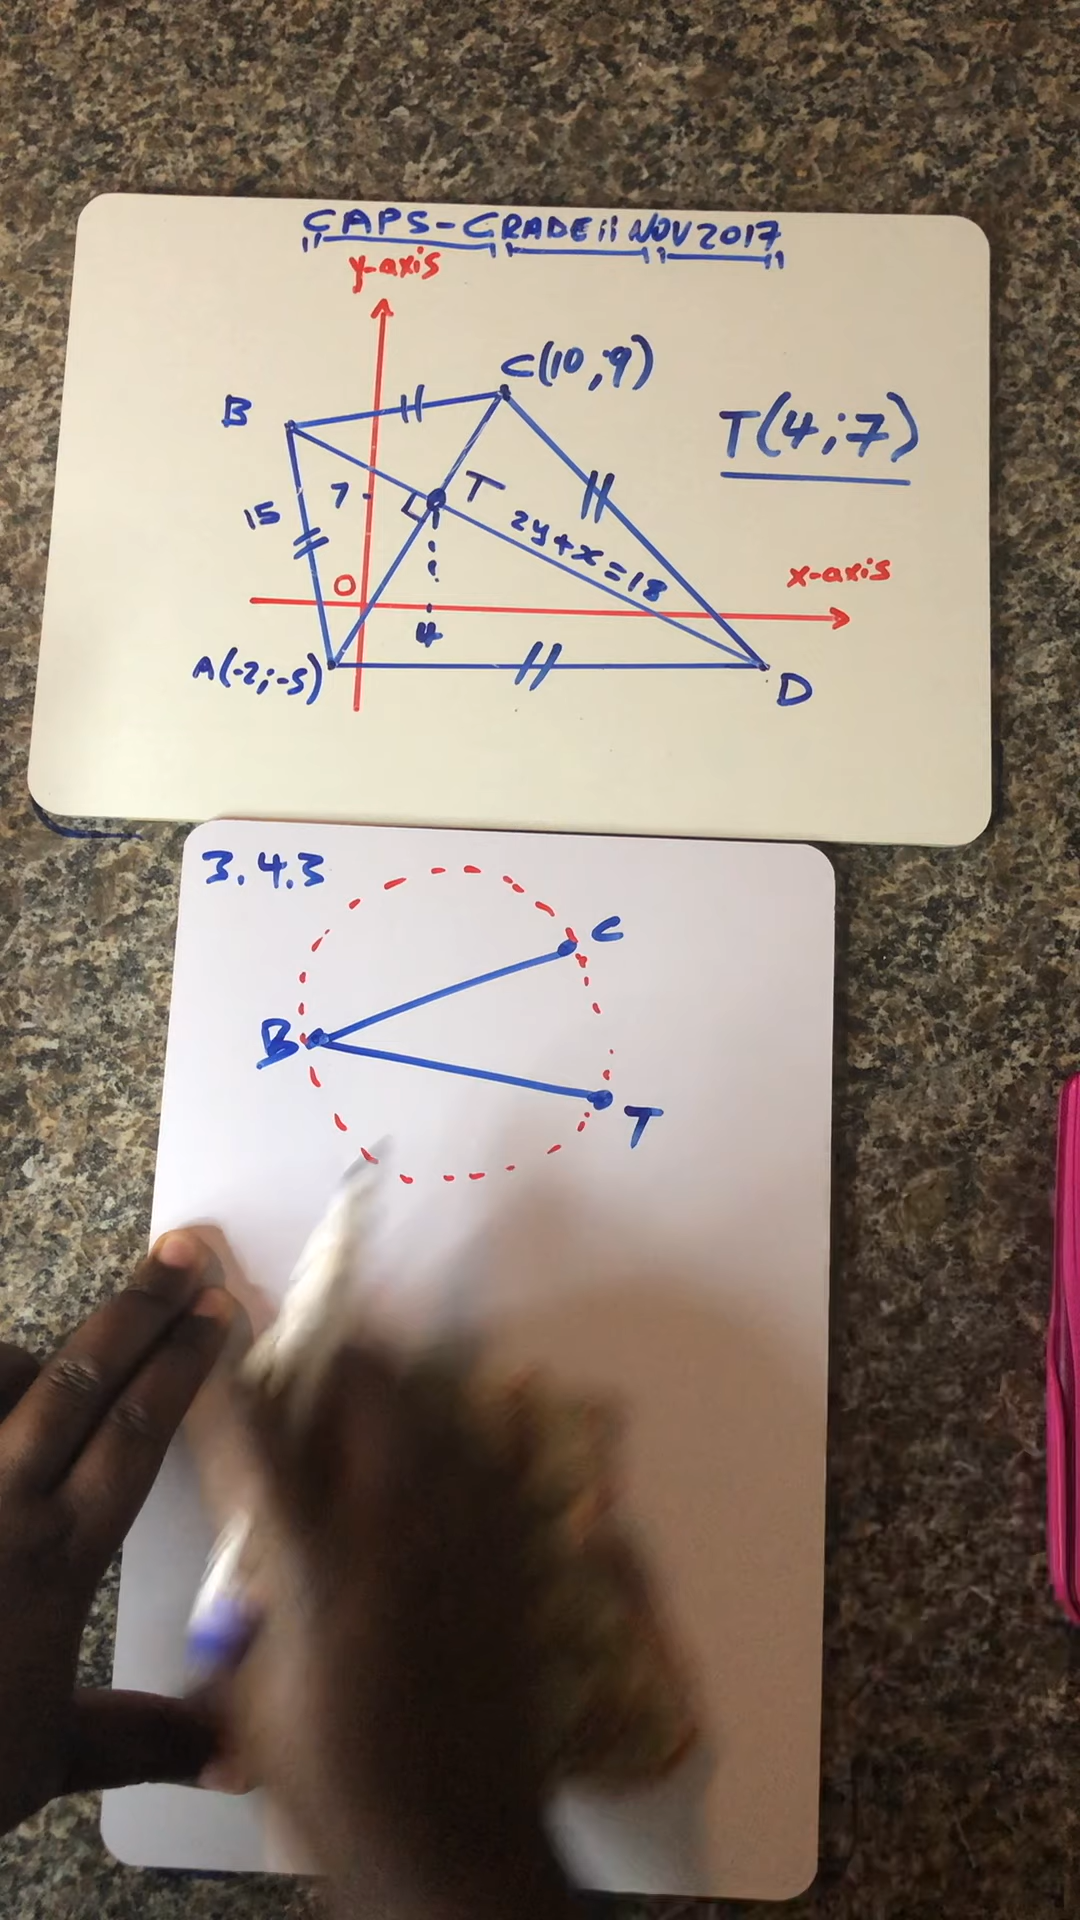 CAPS-GRADE 11 NOV 2017
y-axis
C(10;9)
B
T(4;7)
7
T
15
2y+x=18
x-axis
0
4
A(-2;-5)
D
3.4.3
C
B
T